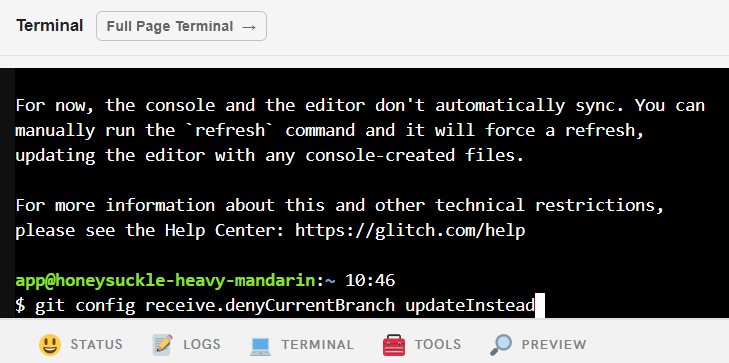 Terminal Full Page Terminal →
For now, the console and the editor don't automatically sync. You can
manually run the `refresh` command and it will force a refresh,
updating the editor with any console-created files.
For more information about this and other technical restrictions,
please see the Help Center: https://glitch.com/help
app@honeysuckle-heavy-mandarin:~ 10:46
$ git config receive.denyCurrentBranch updateInstead
STATUS LOGS TERMINAL TOOLS PREVIEW